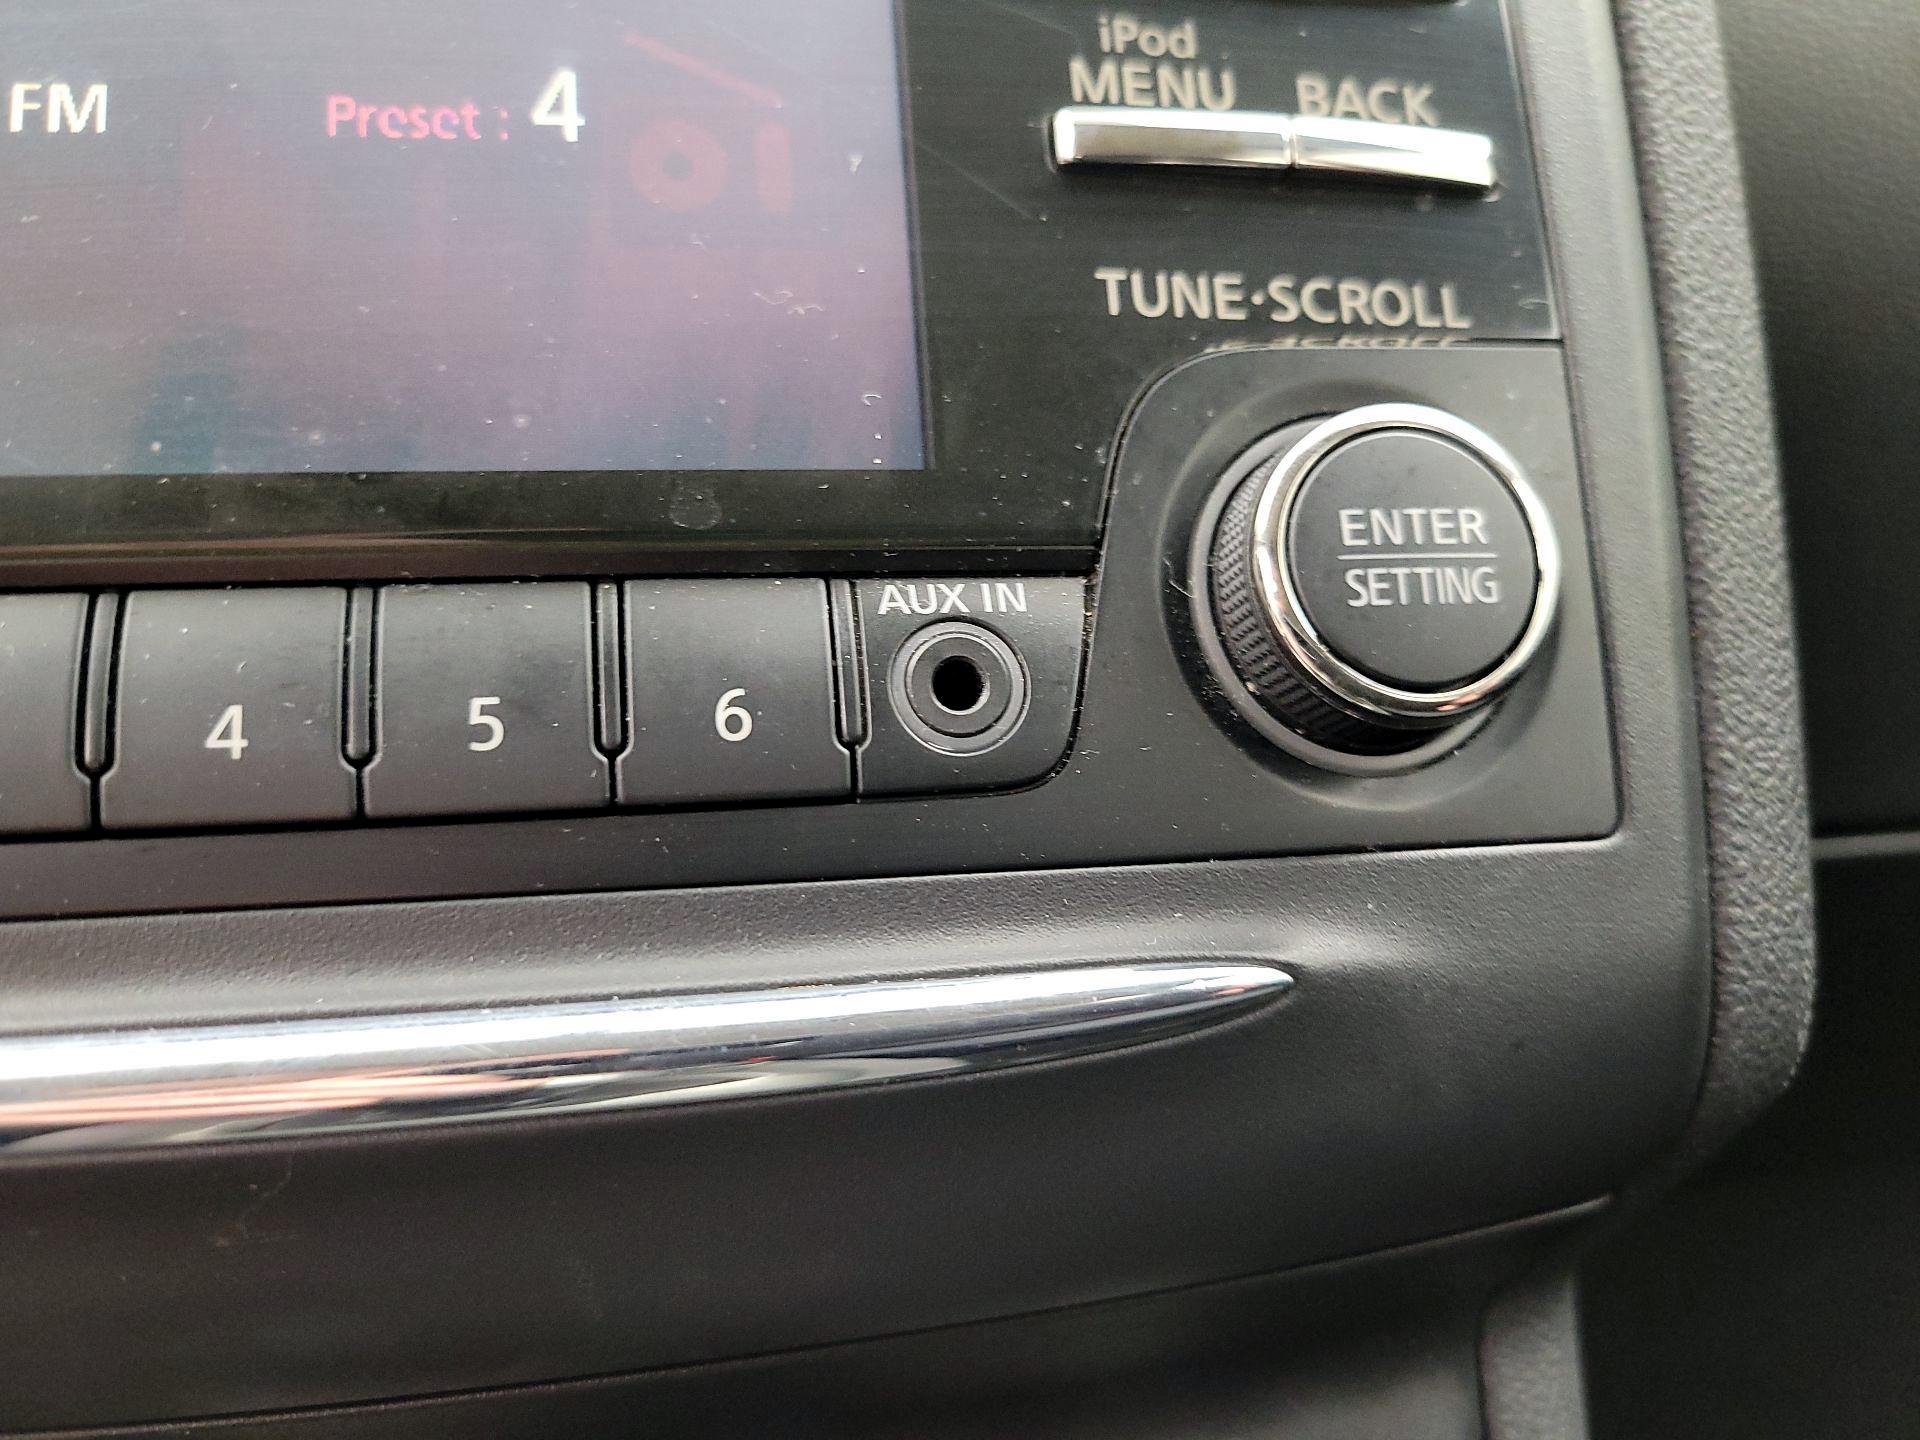 FM Preset : 4
iPod
MENU BACK
TUNE·SCROLL
ENTER
SETTING
4 5 6 AUX IN